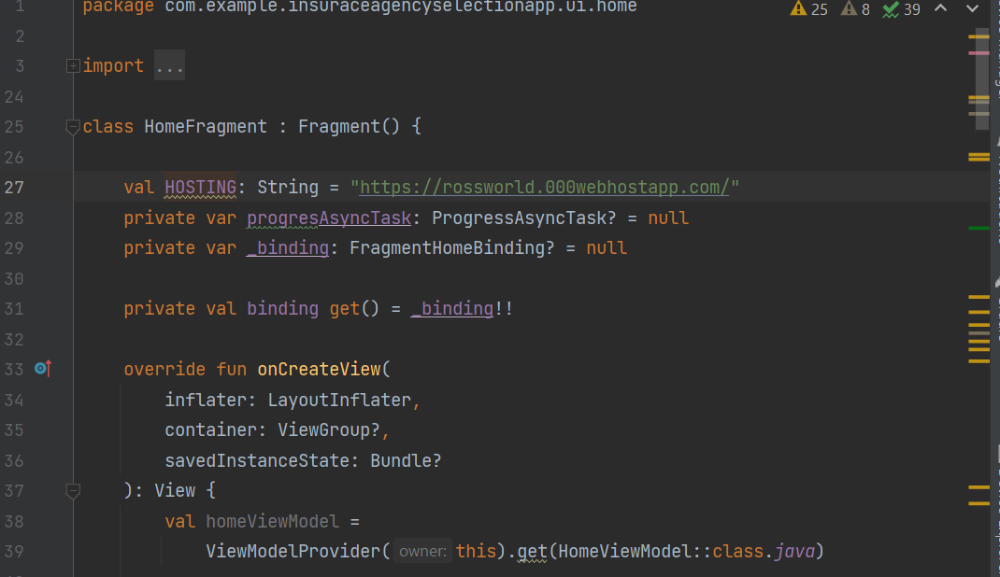 1 package com.example.insuraceagencyselectionapp.ui.home
25 8 39
2
3 import ...
24
25 class HomeFragment : Fragment() {
26
27 val HOSTING: String = "https://rossworld.000webhostapp.com/"
28 private var progresAsyncTask: ProgressAsyncTask? = null
29 private var _binding: FragmentHomeBinding? = null
30
31 private val binding get() = _binding!!
32
33 override fun onCreateView(
34 inflater: LayoutInflater,
35 container: ViewGroup?,
36 savedInstanceState: Bundle?
37 ): View {
38 val homeViewModel =
39 ViewModelProvider( owner: this).get(HomeViewModel::class.java)